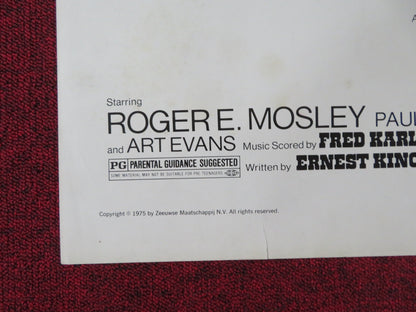 Starring
ROGER E. MOSLEY PAUL
and ART EVANS Music Scored by FRED KARL
PG PARENTAL GUIDANCE SUGGESTED Written by ERNEST KINO
SOME MATERIAL MAY NOT BE SUITABLE FOR PRE-TEENAGERS
Copyright © 1975 by Zeeuwse Maatschappij N.V. All rights reserved.